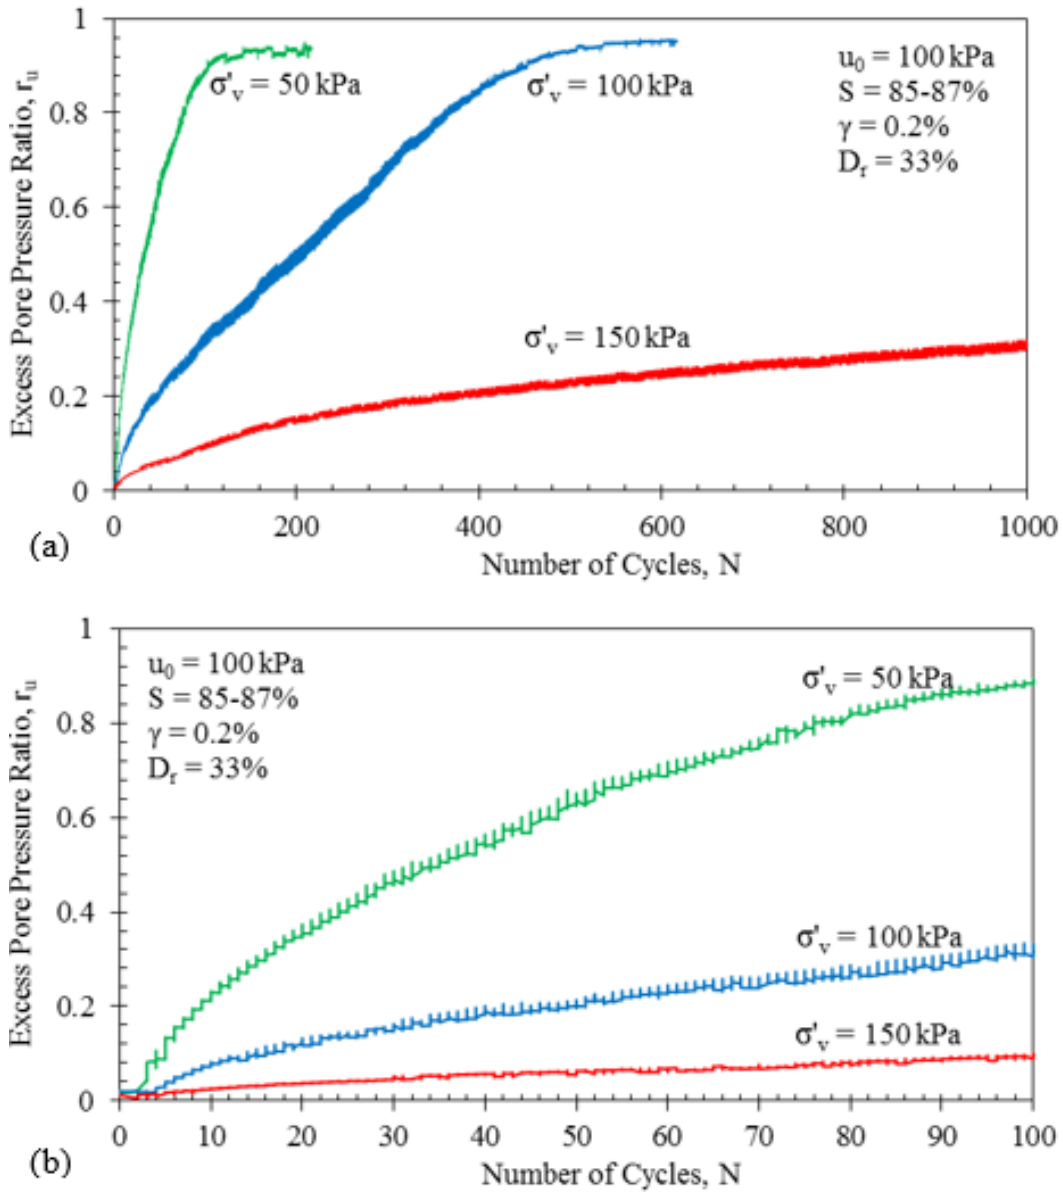 Excess Pore Pressure Ratio, rᵤ
1
0.8
0.6
0.4
0.2
0
σ'ᵥ = 50 kPa
σ'ᵥ = 100 kPa
σ'ᵥ = 150 kPa
u₀ = 100 kPa
S = 85-87%
γ = 0.2%
Dᵣ = 33%
0 200 400 600 800 1000
Number of Cycles, N
(a)
Excess Pore Pressure Ratio, rᵤ
1
0.8
0.6
0.4
0.2
0
u₀ = 100 kPa
S = 85-87%
γ = 0.2%
Dᵣ = 33%
σ'ᵥ = 50 kPa
σ'ᵥ = 100 kPa
σ'ᵥ = 150 kPa
0 10 20 30 40 50 60 70 80 90 100
Number of Cycles, N
(b)